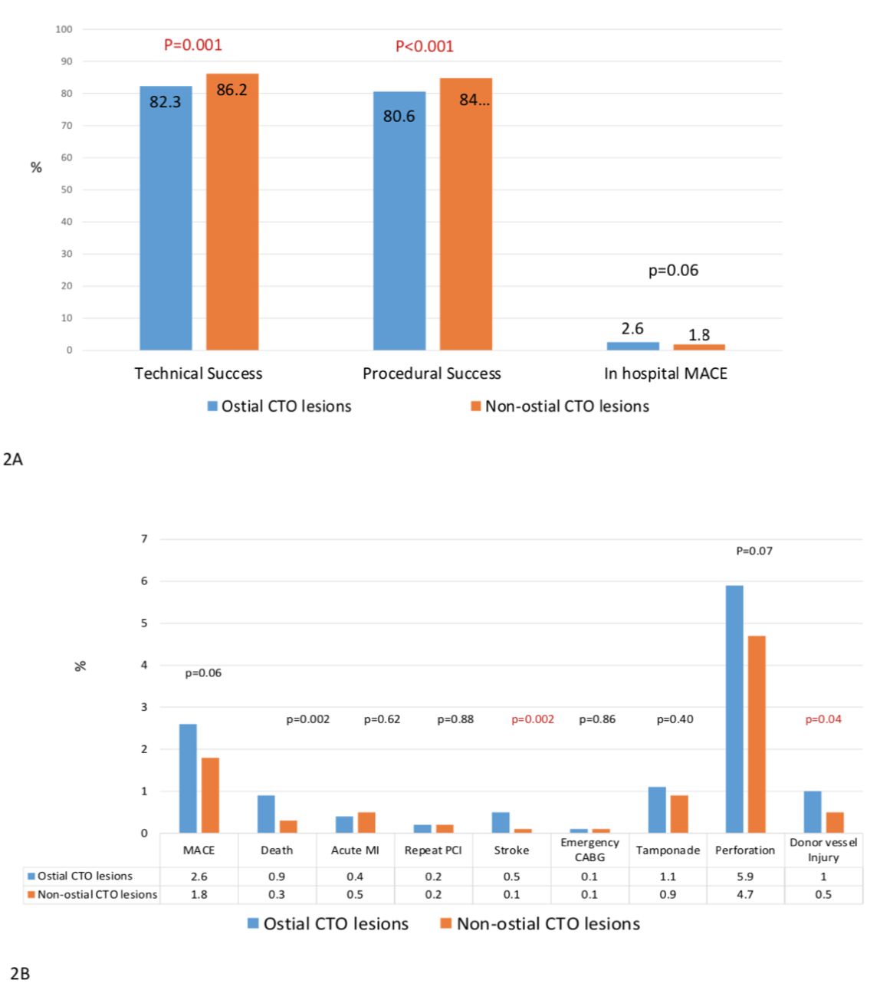 100
P=0.001
P<0.001
90
86.2
84...
80
82.3
80.6
70
60
%
50
40
30
p=0.06
20
10
2.6
1.8
0
Technical Success
Procedural Success
In hospital MACE
Ostial CTO lesions
Non-ostial CTO lesions
2A
7
P=0.07
6
5
4
%
p=0.06
3
p=0.002 p=0.62 p=0.88 p=0.002 p=0.86 p=0.40 p=0.04
2
1
0
MACE Death Acute MI Repeat PCI Stroke Emergency CABG Tamponade Perforation Donor vessel Injury
Ostial CTO lesions 2.6 0.9 0.4 0.2 0.5 0.1 1.1 5.9 1
Non-ostial CTO lesions 1.8 0.3 0.5 0.2 0.1 0.1 0.9 4.7 0.5
Ostial CTO lesions
Non-ostial CTO lesions
2B